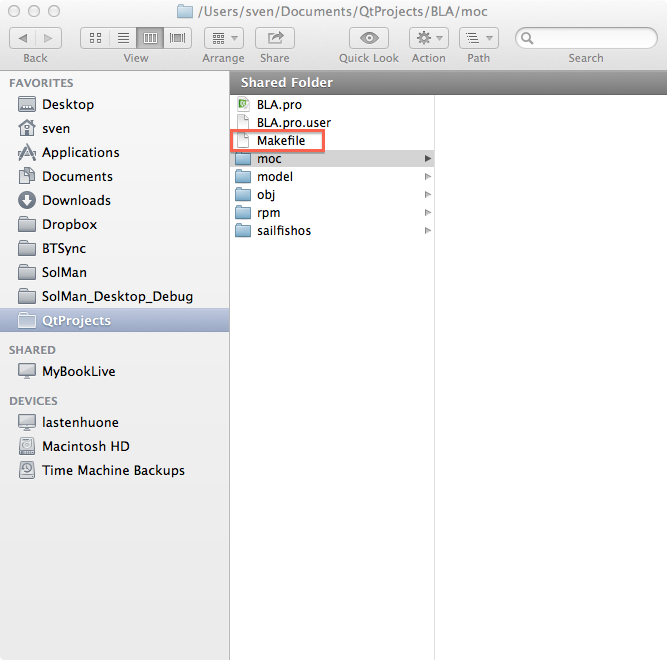 /Users/sven/Documents/QtProjects/BLA/moc
Back View Arrange Share Quick Look Action Path Search
FAVORITES
Desktop
sven
Applications
Documents
Downloads
Dropbox
BTSync
SolMan
SolMan_Desktop_Debug
QtProjects
SHARED
MyBookLive
DEVICES
lastenhuone
Macintosh HD
Time Machine Backups
Shared Folder
BLA.pro
BLA.pro.user
Makefile
moc
model
obj
rpm
sailfishos